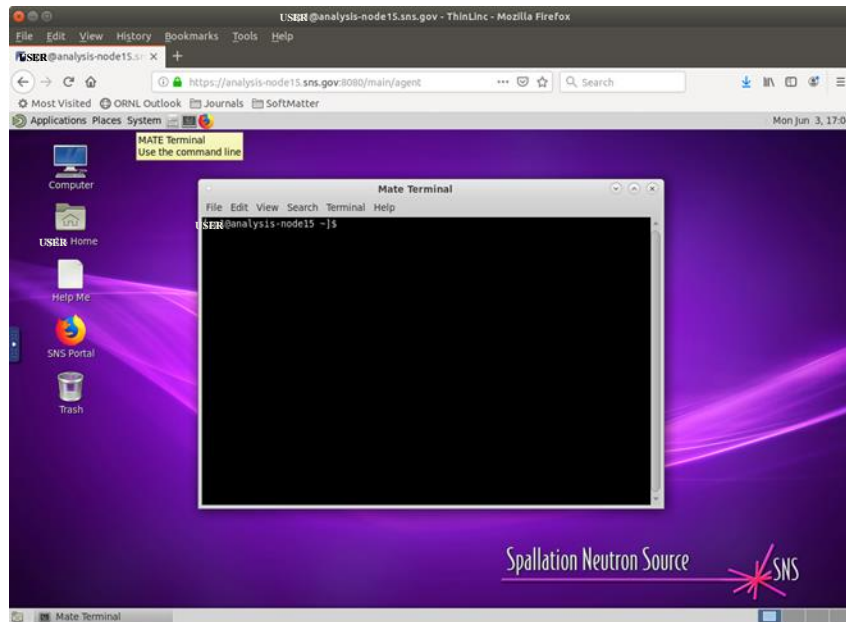 USER@analysis-node15.sns.gov - ThinLinc - Mozilla Firefox
File Edit View History Bookmarks Tools Help
USER@analysis-node15.sn × +
https://analysis-node15.sns.gov:8080/main/agent ••• Search
Most Visited ORNL Outlook Journals SoftMatter
Applications Places System Mon Jun 3, 17:0
MATE Terminal
Use the command line
Computer
USER Home
Help Me
SNS Portal
Trash
Mate Terminal
File Edit View Search Terminal Help
USER@analysis-node15 ~]$
Spallation Neutron Source
SNS
Mate Terminal